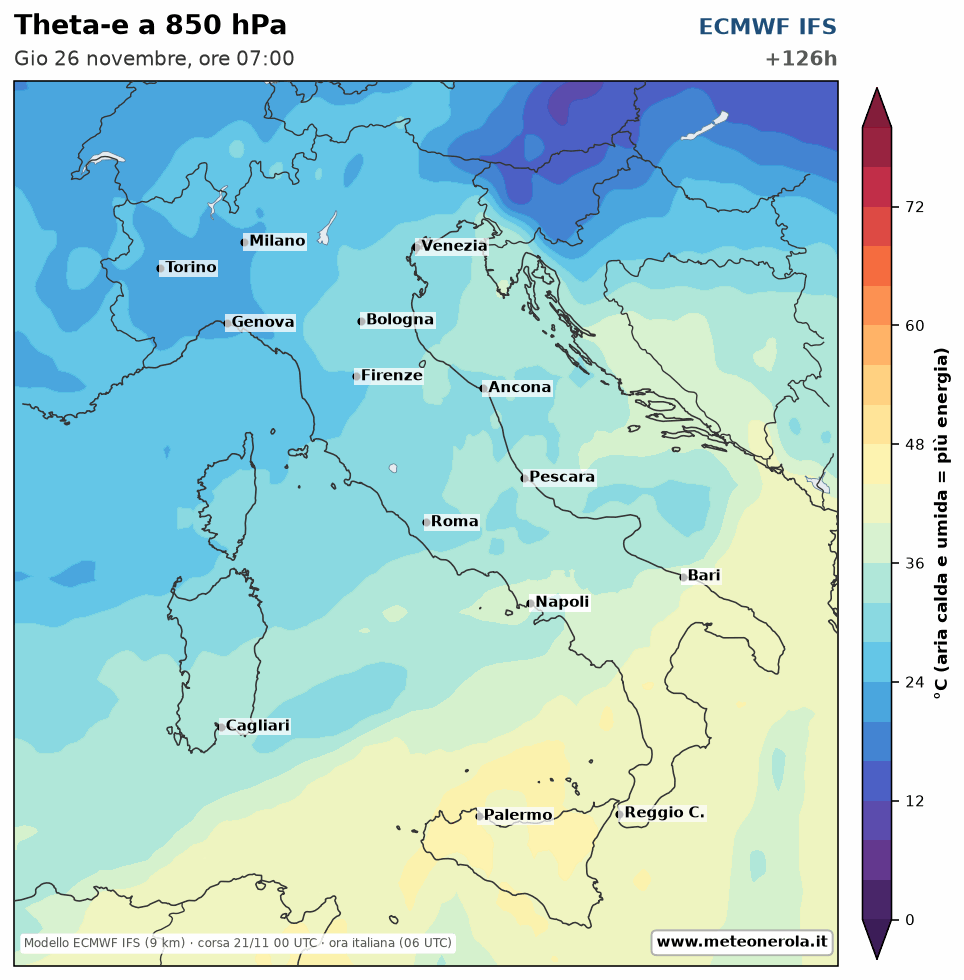 Theta-e a 850 hPa
ECMWF IFS
Gio 26 novembre, ore 07:00
+126h
Milano
Venezia
Torino
Genova
Bologna
Firenze
Ancona
Pescara
Roma
Bari
Napoli
Cagliari
Palermo
Reggio C.
72
60
48
36
24
12
0
°C (aria calda e umida = più energia)
Modello ECMWF IFS (9 km) · corsa 21/11 00 UTC · ora italiana (06 UTC)
www.meteonerola.it